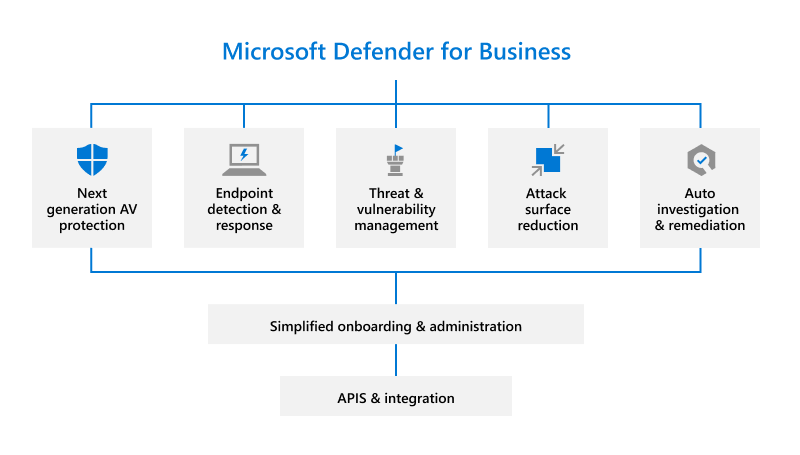 Microsoft Defender for Business
Next
generation AV
protection
Endpoint
detection &
response
Threat &
vulnerability
management
Attack
surface
reduction
Auto
investigation
& remediation
Simplified onboarding & administration
APIS & integration